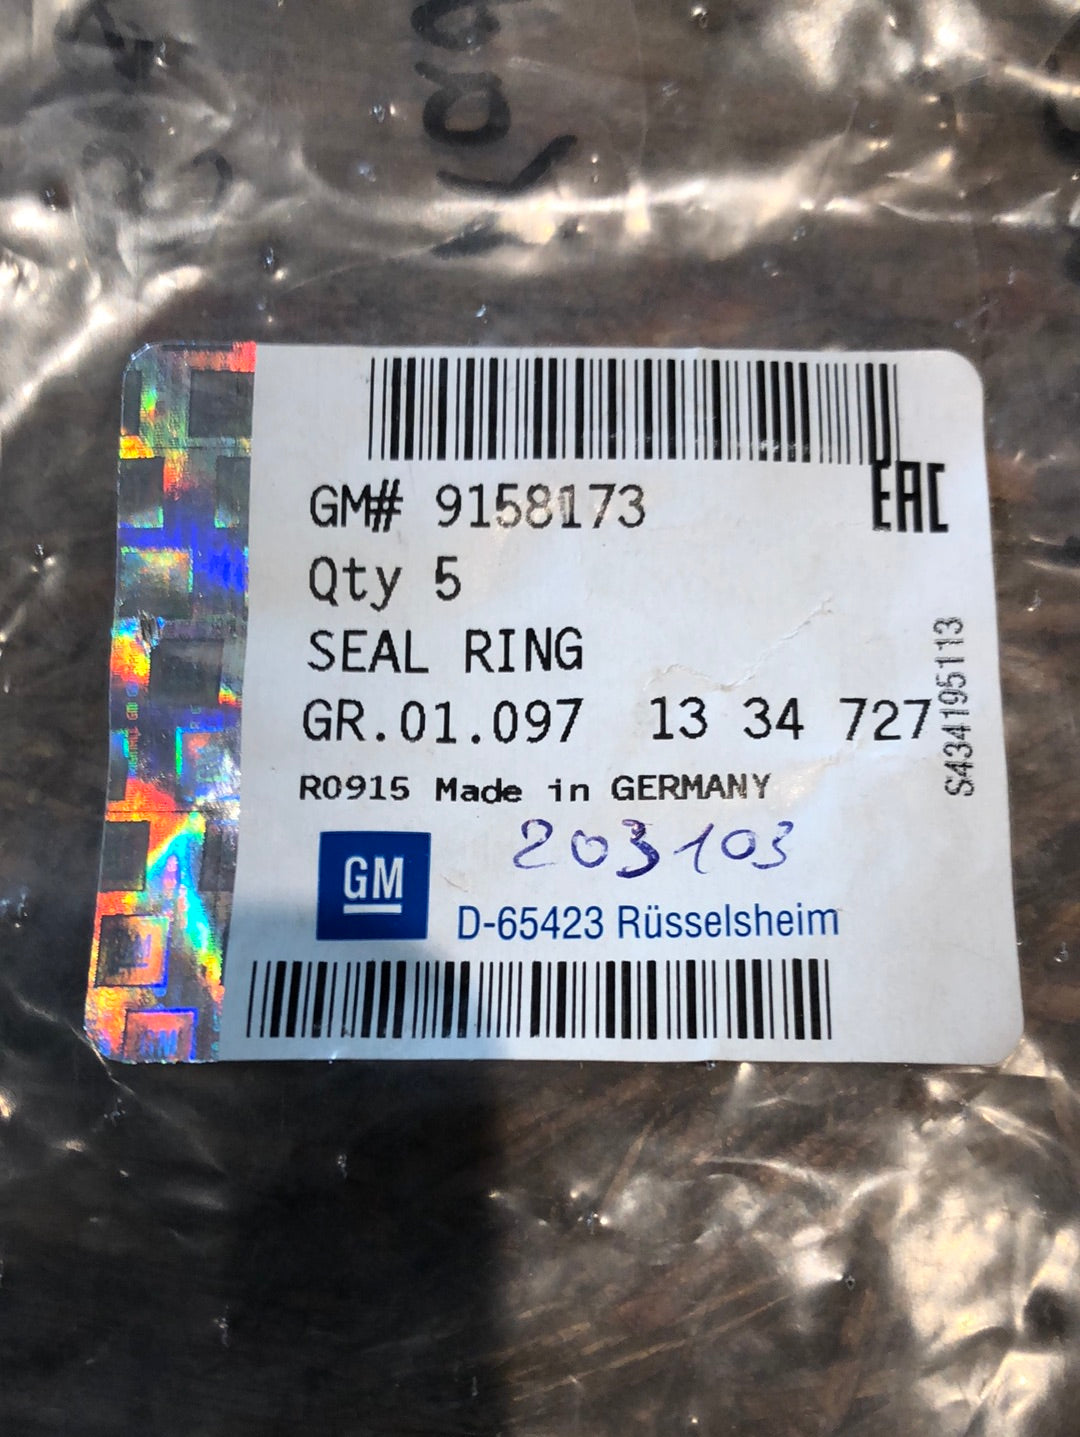 EAC
GM# 9158173
Qty 5
SEAL RING
GR.01.097 13 34 727
S434195113
R0915 Made in GERMANY
203103
GM
D-65423 Rüsselsheim